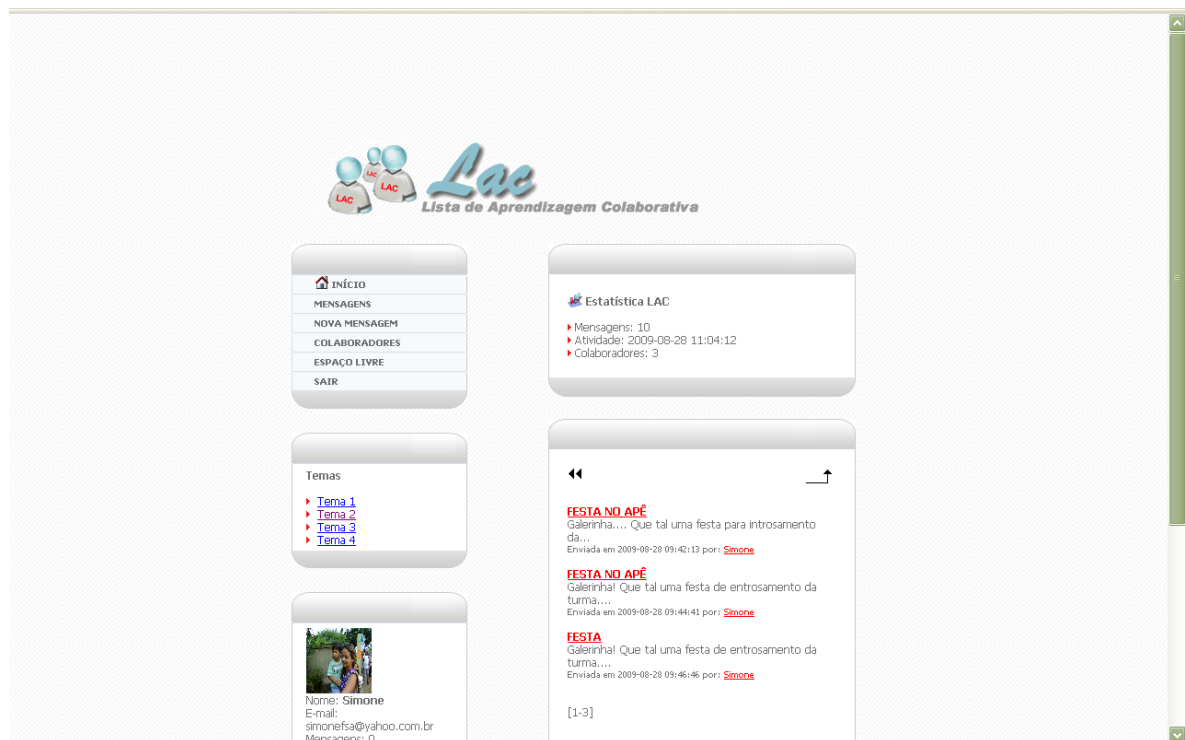 LAC
LAC
LAC
Lac
Lista de Aprendizagem Colaborativa
INÍCIO
MENSAGENS
NOVA MENSAGEM
COLABORADORES
ESPAÇO LIVRE
SAIR
Temas
Tema 1
Tema 2
Tema 3
Tema 4
Nome: Simone
E-mail:
simonefsa@yahoo.com.br
Mensagens: 0
Estatística LAC
Mensagens: 10
Atividade: 2009-08-28 11:04:12
Colaboradores: 3
FESTA NO APÊ
Galerinha.... Que tal uma festa para introsamento
da...
Enviada em 2009-08-28 09:42:13 por: Simone
FESTA NO APÊ
Galerinha! Que tal uma festa de entrosamento da
turma....
Enviada em 2009-08-28 09:44:41 por: Simone
FESTA
Galerinha! Que tal uma festa de entrosamento da
turma....
Enviada em 2009-08-28 09:46:46 por: Simone
[1-3]